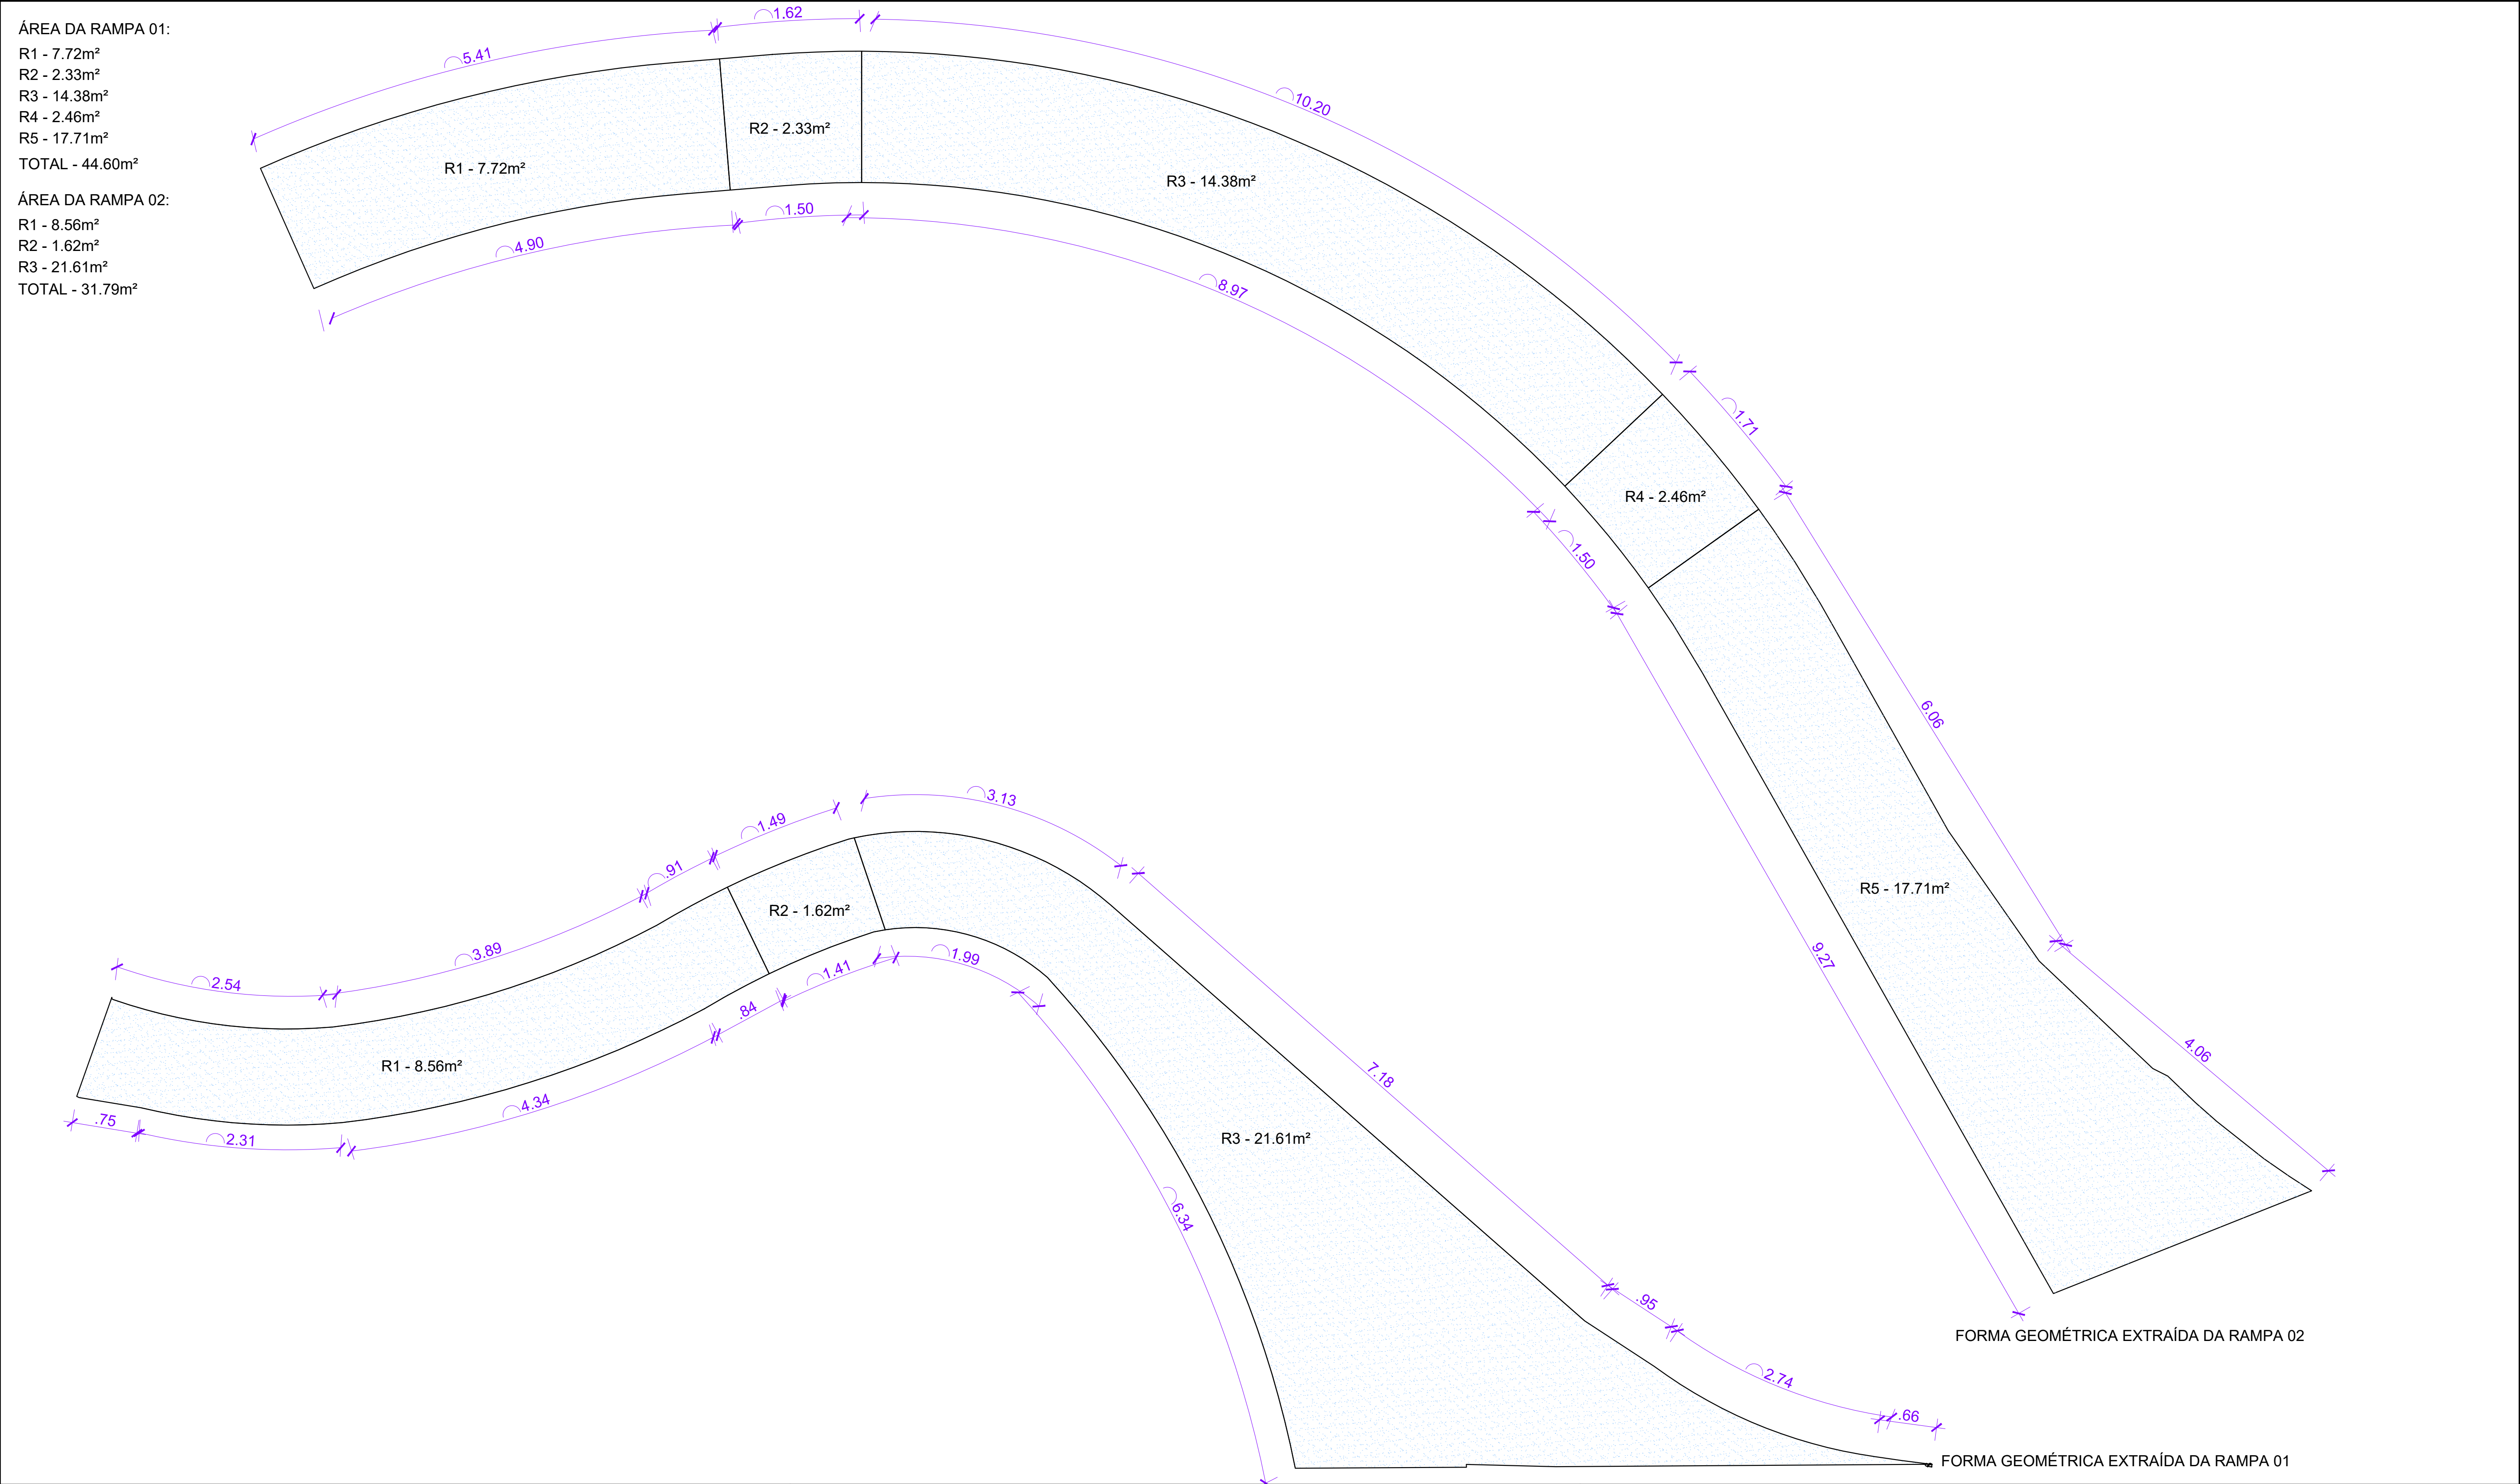 ÁREA DA RAMPA 01:
R1 - 7.72m²
R2 - 2.33m²
R3 - 14.38m²
R4 - 2.46m²
R5 - 17.71m²
TOTAL - 44.60m²
ÁREA DA RAMPA 02:
R1 - 8.56m²
R2 - 1.62m²
R3 - 21.61m²
TOTAL - 31.79m²
5.41
1.62
10.20
R1 - 7.72m²
R2 - 2.33m²
R3 - 14.38m²
4.90
1.50
8.97
1.71
R4 - 2.46m²
1.50
6.06
R5 - 17.71m²
9.27
4.06
FORMA GEOMÉTRICA EXTRAÍDA DA RAMPA 02
2.54
3.89
.91
1.49
3.13
R2 - 1.62m²
R1 - 8.56m²
.75
2.31
4.34
.84
1.41
1.99
7.18
R3 - 21.61m²
6.34
.95
2.74
.66
FORMA GEOMÉTRICA EXTRAÍDA DA RAMPA 01